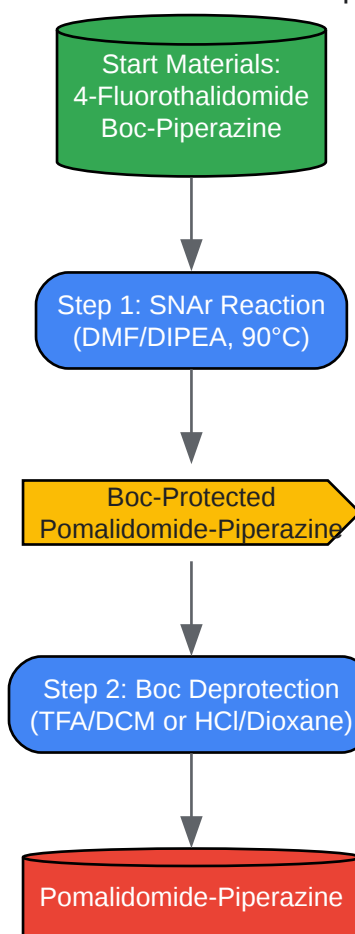 Start Materials:
4-Fluorothalidomide
Boc-Piperazine
Step 1: SNAr Reaction
(DMF/DIPEA, 90°C)
Boc-Protected
Pomalidomide-Piperazine
Step 2: Boc Deprotection
(TFA/DCM or HCl/Dioxane)
Pomalidomide-Piperazine